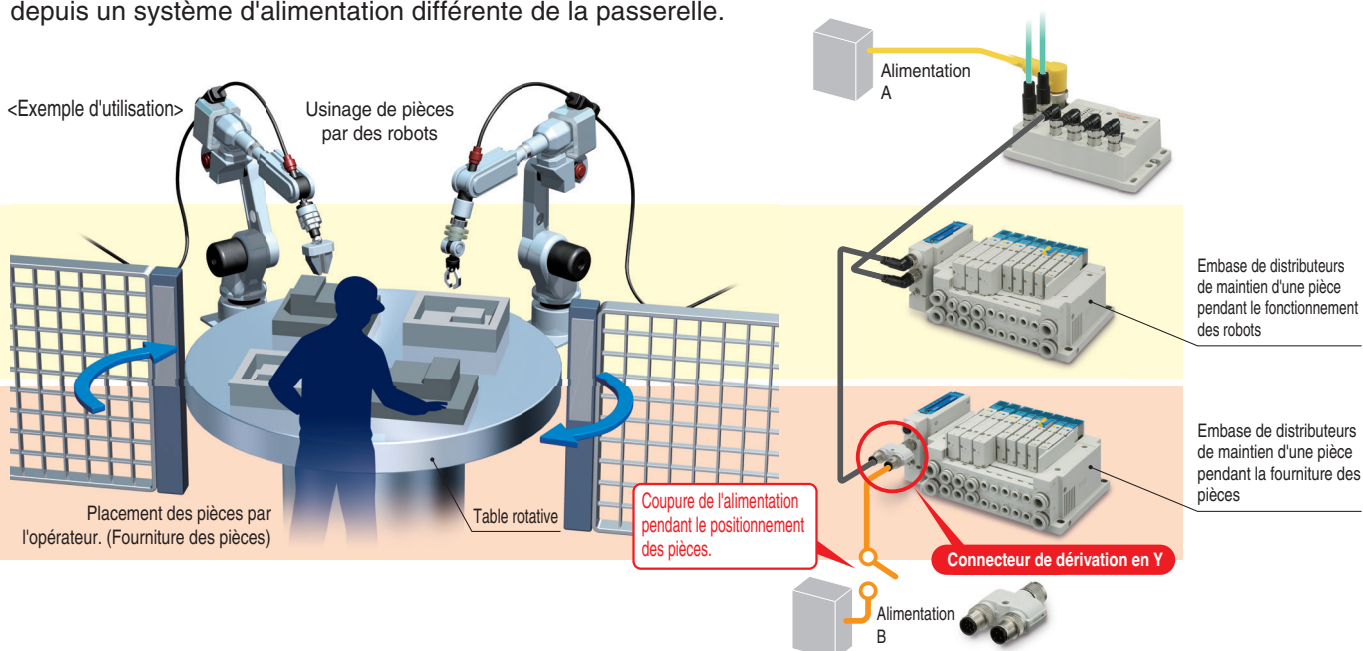 depuis un système d'alimentation différente de la passerelle.
<Exemple d'utilisation>
Usinage de pièces
par des robots
Alimentation
A
Embase de distributeurs
de maintien d'une pièce
pendant le fonctionnement
des robots
Embase de distributeurs
de maintien d'une pièce
pendant la fourniture des
pièces
Placement des pièces par
l'opérateur. (Fourniture des pièces)
Table rotative
Coupure de l'alimentation
pendant le positionnement
des pièces.
Connecteur de dérivation en Y
Alimentation
B